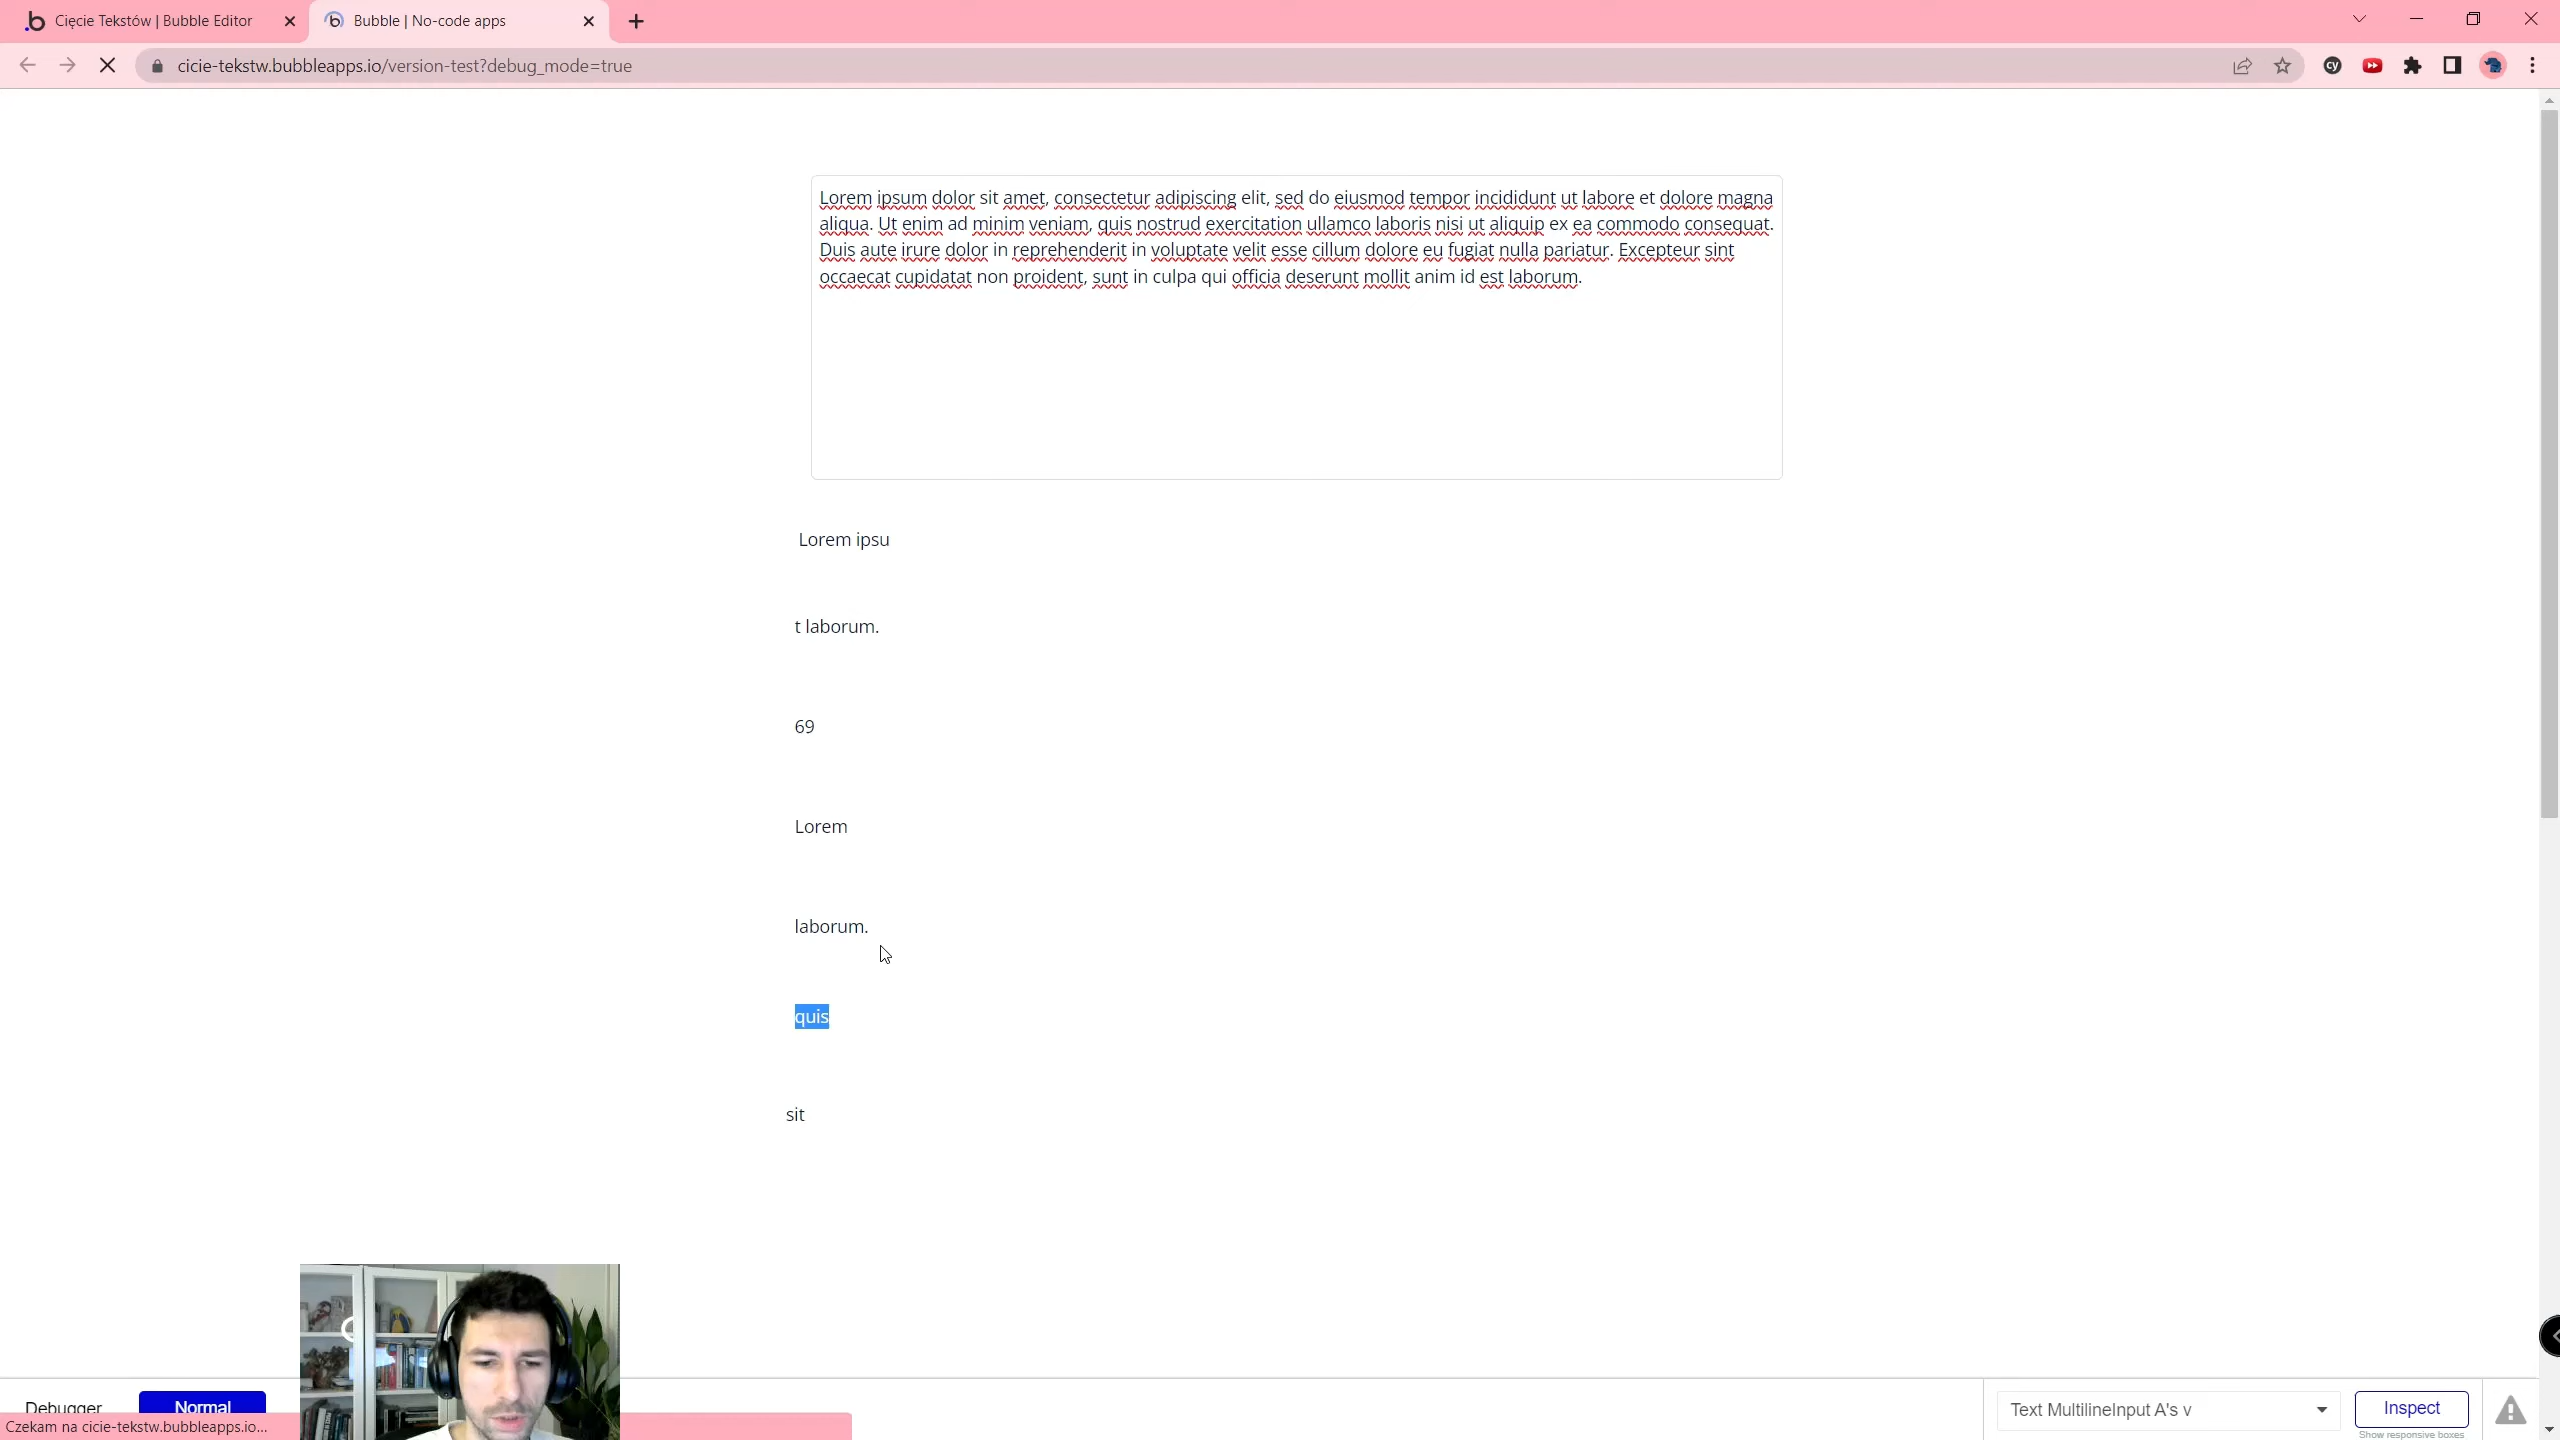 Cięcie Tekstów | Bubble Editor
Bubble | No-code apps
cicie-tekstw.bubbleapps.io/version-test?debug_mode=true
Lorem ipsum dolor sit amet, consectetur adipiscing elit, sed do eiusmod tempor incididunt ut labore et dolore magna
aliqua. Ut enim ad minim veniam, quis nostrud exercitation ullamco laboris nisi ut aliquip ex ea commodo consequat.
Duis aute irure dolor in reprehenderit in voluptate velit esse cillum dolore eu fugiat nulla pariatur. Excepteur sint
occaecat cupidatat non proident, sunt in culpa qui officia deserunt mollit anim id est laborum.
Lorem ipsu
t laborum.
69
Lorem
laborum.
quis
sit
Debugger
Normal
Text MultilineInput A's v
Inspect
Show responsive boxes
Czekam na cicie-tekstw.bubbleapps.io...